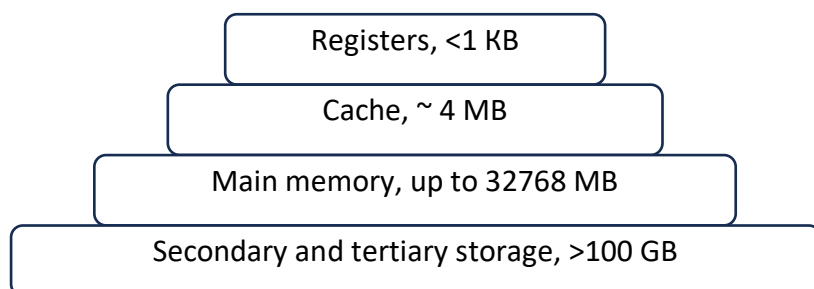 Registers, <1 KB
Cache, ~ 4 MB
Main memory, up to 32768 MB
Secondary and tertiary storage, >100 GB